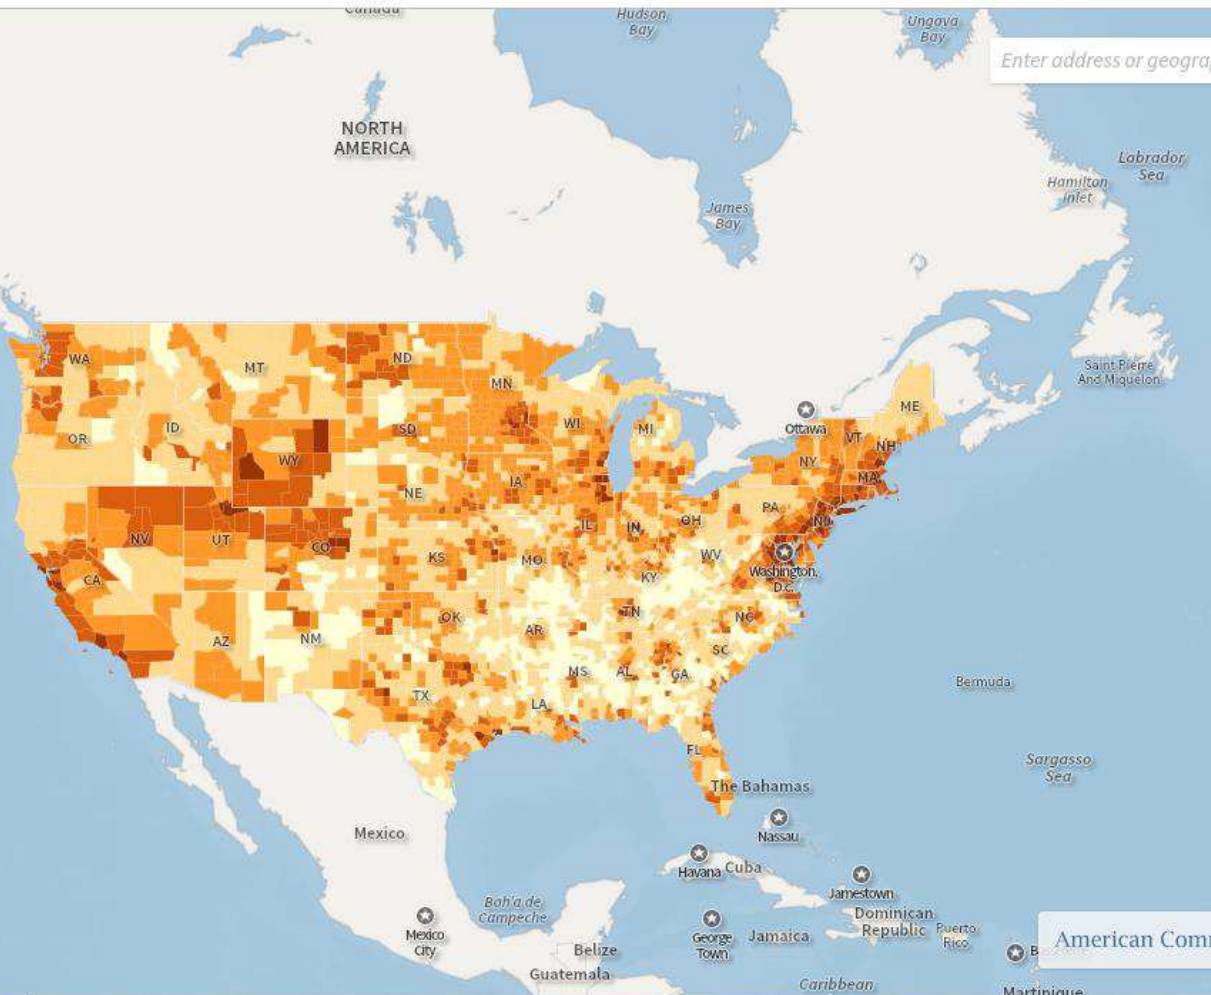 Canada
Hudson
Bay
Ungava
Bay
Enter address or geogra
NORTH
AMERICA
Labrador
Sea
Hamilton
Inlet
James
Bay
Saint Pierre
And Miquelon
WA
MT
ND
MN
ME
Ottawa
OR
ID
SD
WI
MI
VT
NH
NY
WY
MA
NE
IA
PA
NV
UT
CO
IL
IN
OH
NJ
KS
MO
WV
CA
KY
Washington,
D.c.
AZ
NM
OK
AR
TN
NC
SC
MS
AL
GA
TX
LA
Bermuda
FL
Sargasso
Sea
The Bahamas
Nassau
Mexico
Havana
Cuba
Jamestown
Bah'a de
Campeche
Dominican
Republic
Puerto
Rico
Mexico
City
George
Town
Jamaica
American Com
Belize
B
Guatemala
Caribbean
Martinique